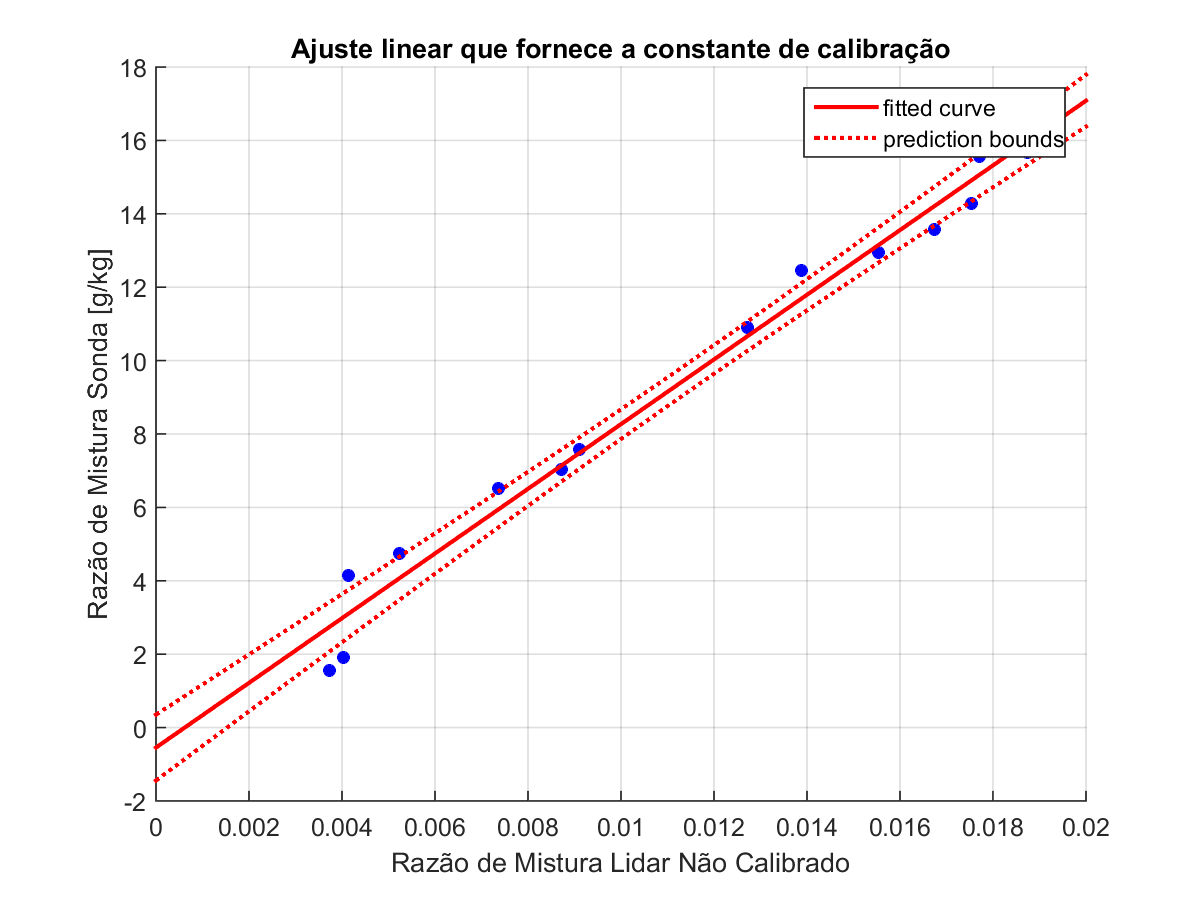 Ajuste linear que fornece a constante de calibração
fitted curve
prediction bounds
Razão de Mistura Sonda [g/kg]
18
16
14
12
10
8
6
4
2
0
-2
0 0.002 0.004 0.006 0.008 0.01 0.012 0.014 0.016 0.018 0.02
Razão de Mistura Lidar Não Calibrado